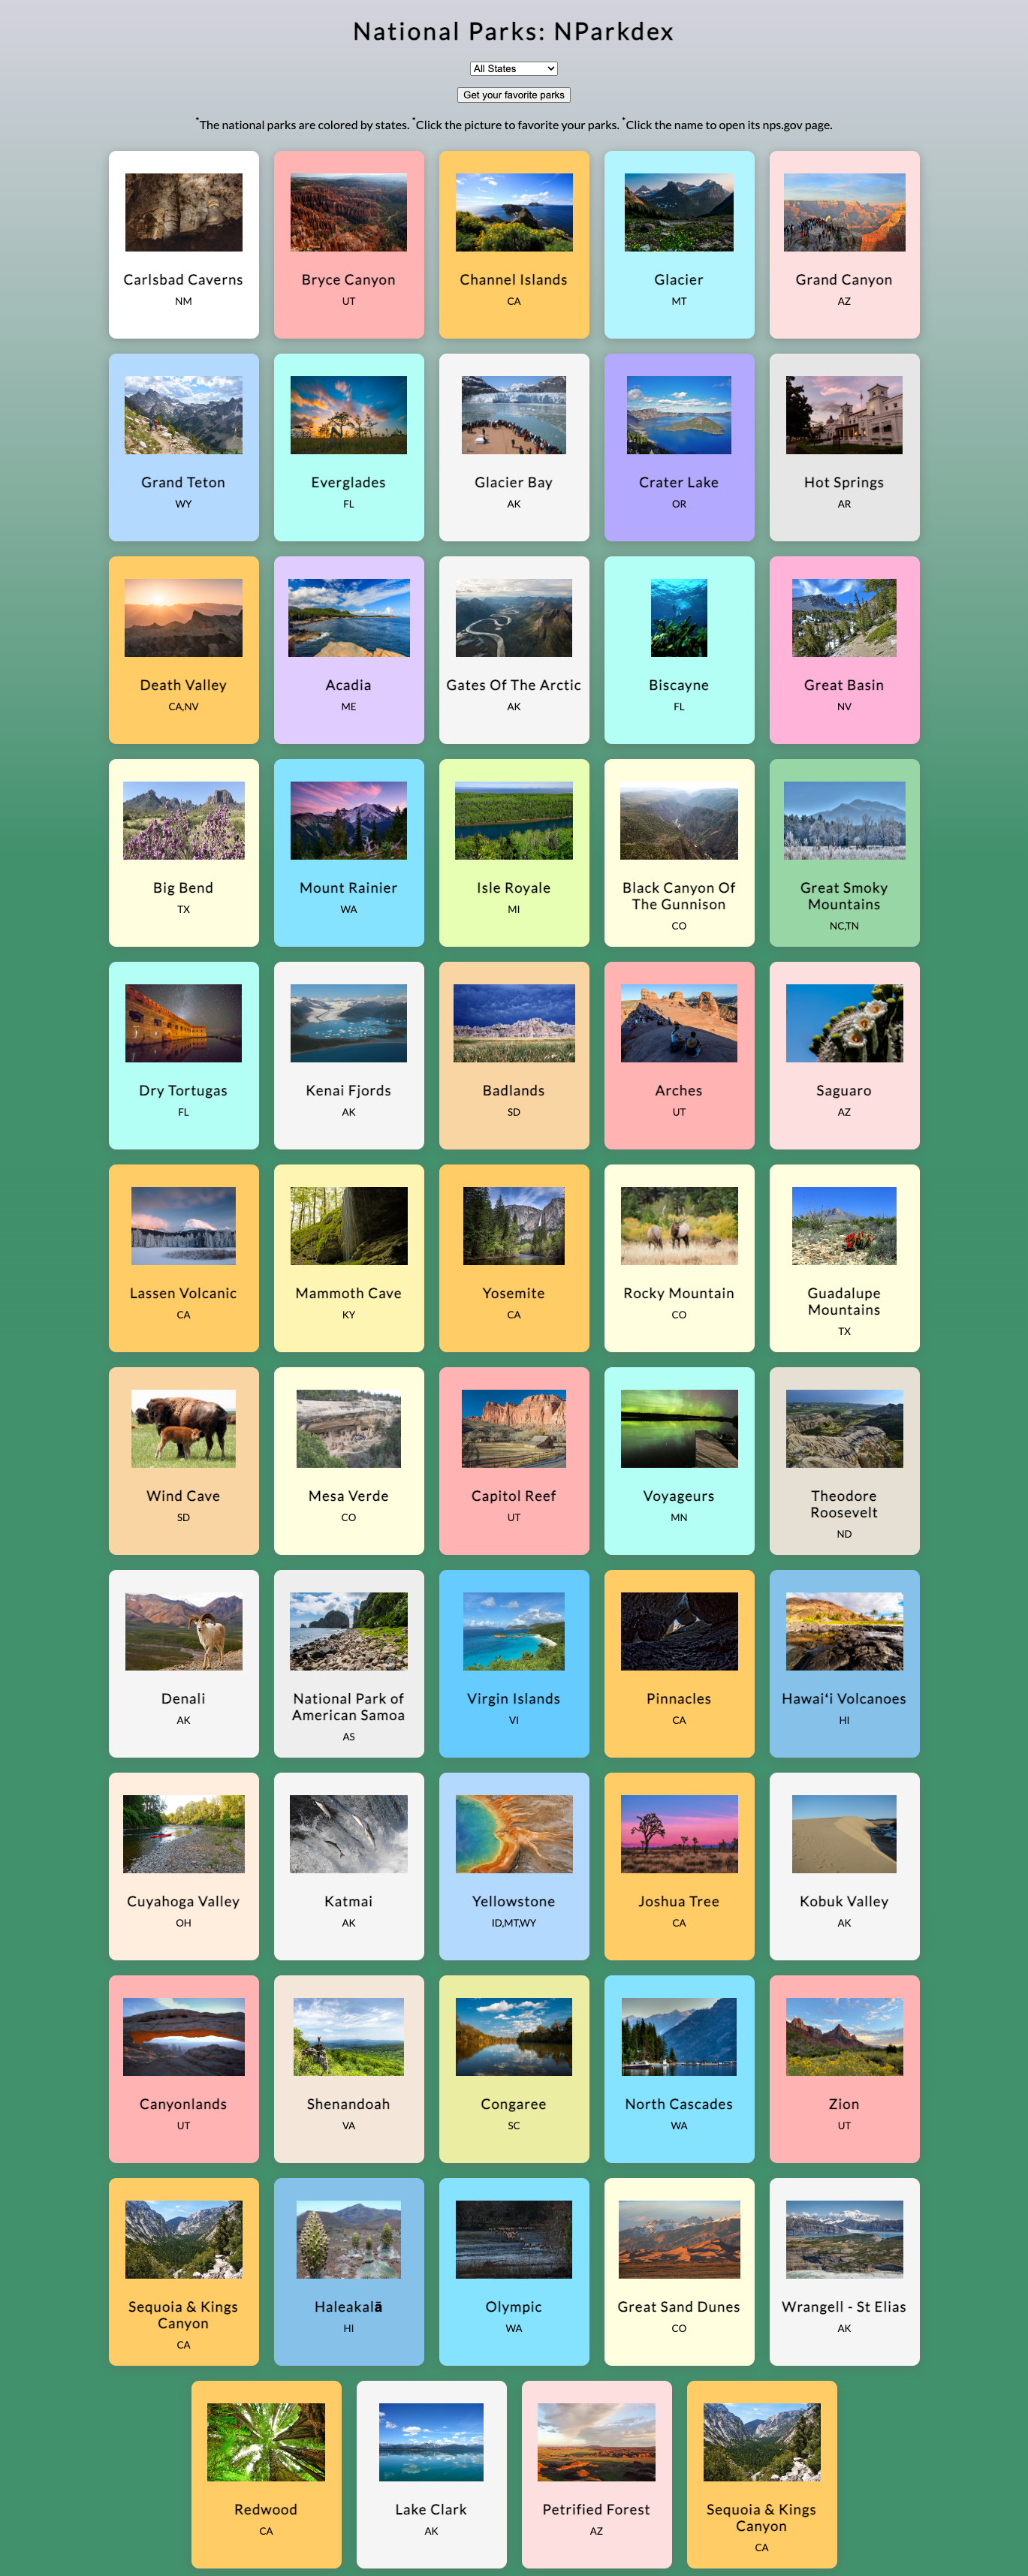 National Parks: NParkdex
All States
Get your favorite parks
*The national parks are colored by states. *Click the picture to favorite your parks. *Click the name to open its nps.gov page.
Carlsbad Caverns
NM
Bryce Canyon
UT
Channel Islands
CA
Glacier
MT
Grand Canyon
AZ
Grand Teton
WY
Everglades
FL
Glacier Bay
AK
Crater Lake
OR
Hot Springs
AR
Death Valley
CA,NV
Acadia
ME
Gates Of The Arctic
AK
Biscayne
FL
Great Basin
NV
Big Bend
TX
Mount Rainier
WA
Isle Royale
MI
Black Canyon Of
The Gunnison
CO
Great Smoky
Mountains
NC,TN
Dry Tortugas
FL
Kenai Fjords
AK
Badlands
SD
Arches
UT
Saguaro
AZ
Lassen Volcanic
CA
Mammoth Cave
KY
Yosemite
CA
Rocky Mountain
CO
Guadalupe
Mountains
TX
Wind Cave
SD
Mesa Verde
CO
Capitol Reef
UT
Voyageurs
MN
Theodore
Roosevelt
ND
Denali
AK
National Park of
American Samoa
AS
Virgin Islands
VI
Pinnacles
CA
Hawaiʻi Volcanoes
HI
Cuyahoga Valley
OH
Katmai
AK
Yellowstone
ID,MT,WY
Joshua Tree
CA
Kobuk Valley
AK
Canyonlands
UT
Shenandoah
VA
Congaree
SC
North Cascades
WA
Zion
UT
Sequoia & Kings
Canyon
CA
Haleakalā
HI
Olympic
WA
Great Sand Dunes
CO
Wrangell - St Elias
AK
Redwood
CA
Lake Clark
AK
Petrified Forest
AZ
Sequoia & Kings
Canyon
CA